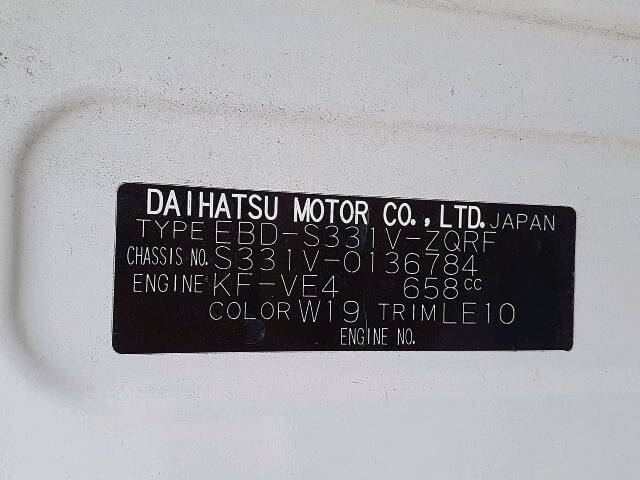 DAIHATSU MOTOR CO., LTD. JAPAN
TYPE EBD-S331V-ZQRF
CHASSIS NO. S331V-0136784
ENGINE KF-VE4 658cc
COLOR W19 TRIM LE10
ENGINE NO.